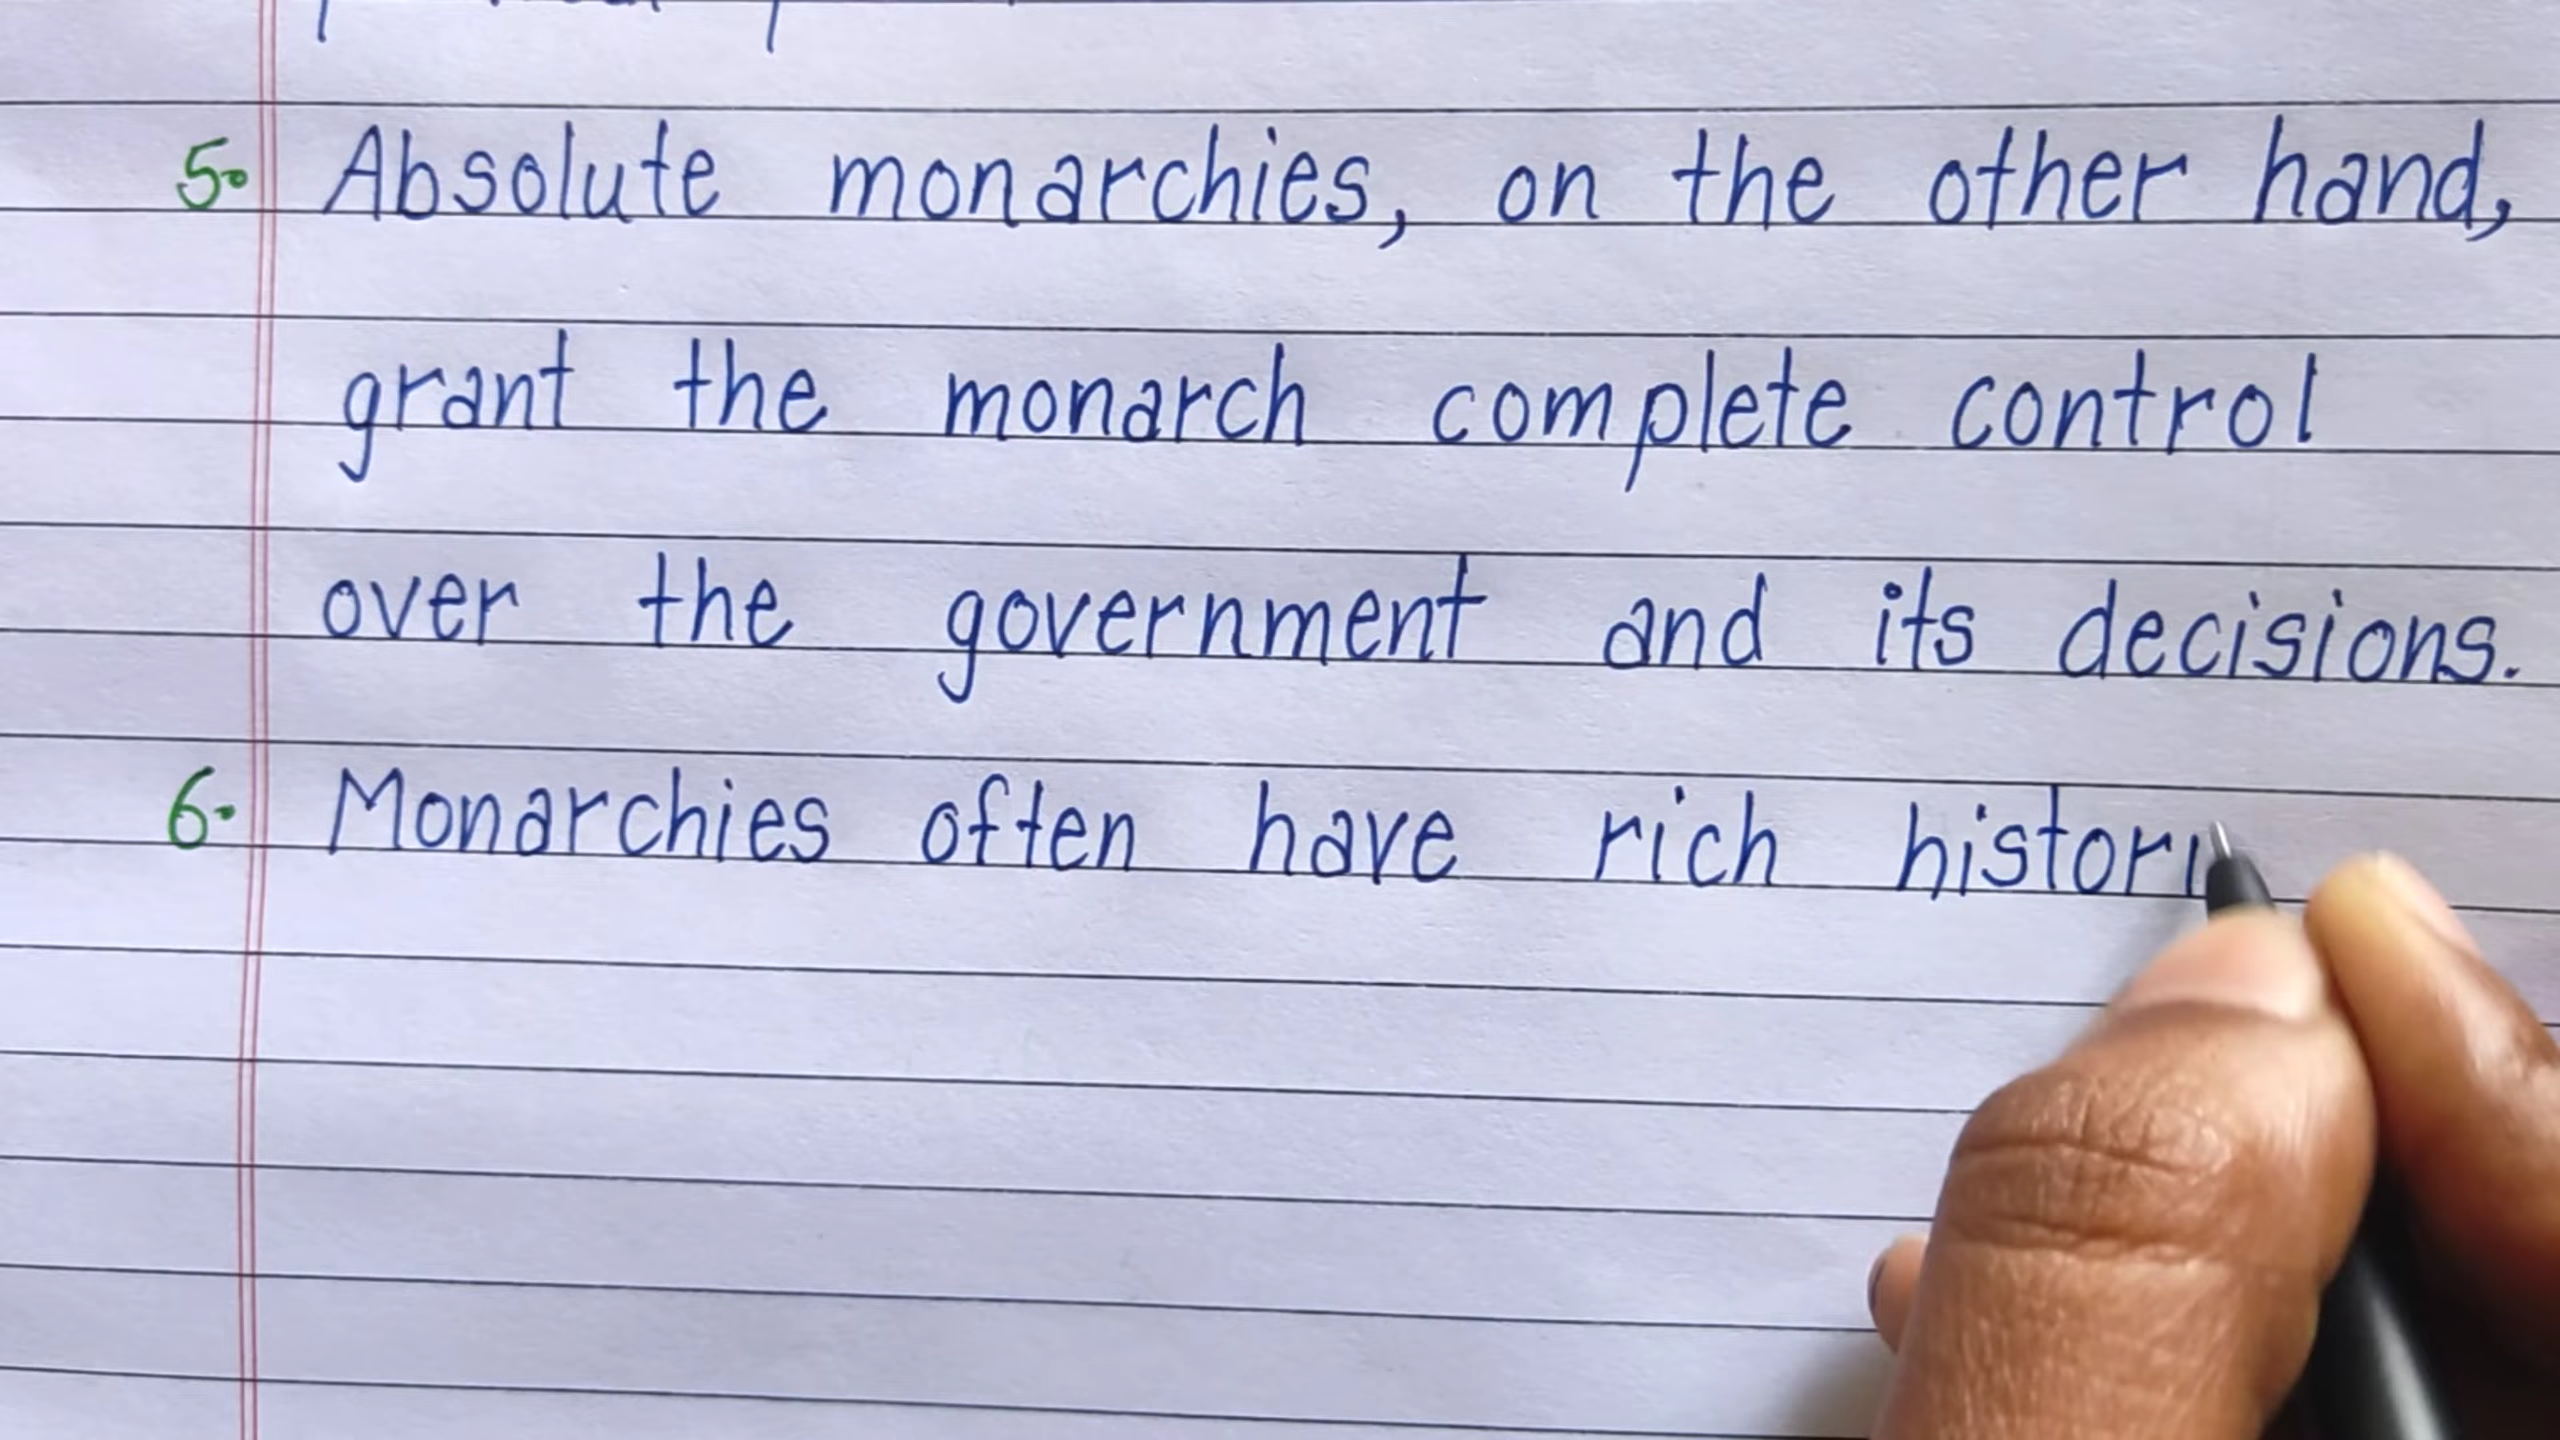 5. Absolute monarchies, on the other hand,
grant the monarch complete control
over the government and its decisions.
6. Monarchies often have rich histori